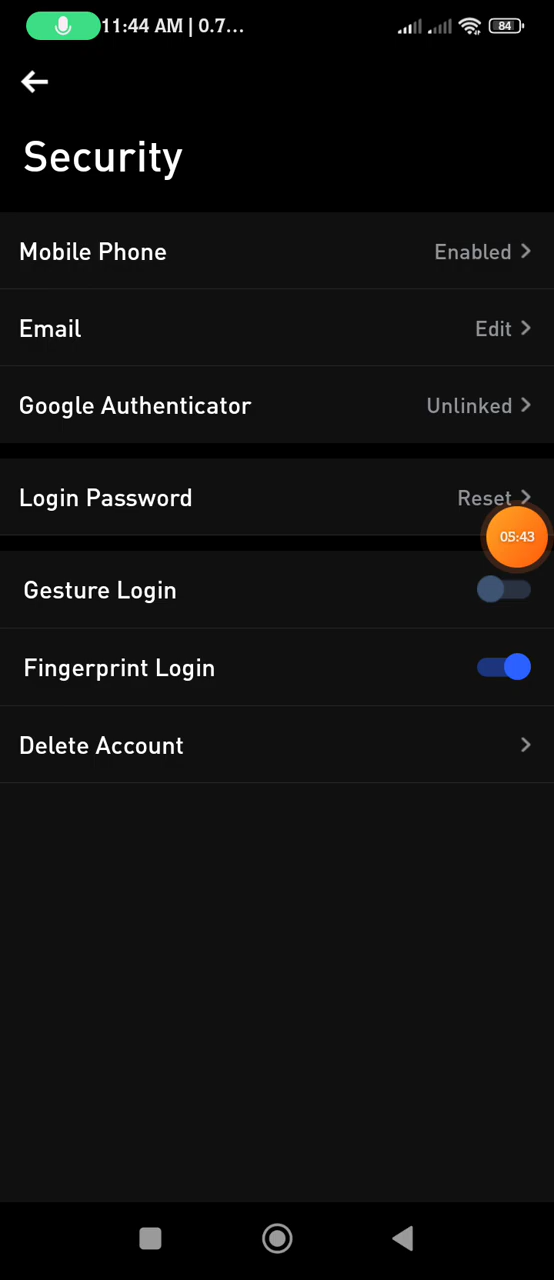 11:44 AM | 0.7...
84
Security
Mobile Phone Enabled
Email Edit
Google Authenticator Unlinked
Login Password Reset
05:43
Gesture Login
Fingerprint Login
Delete Account